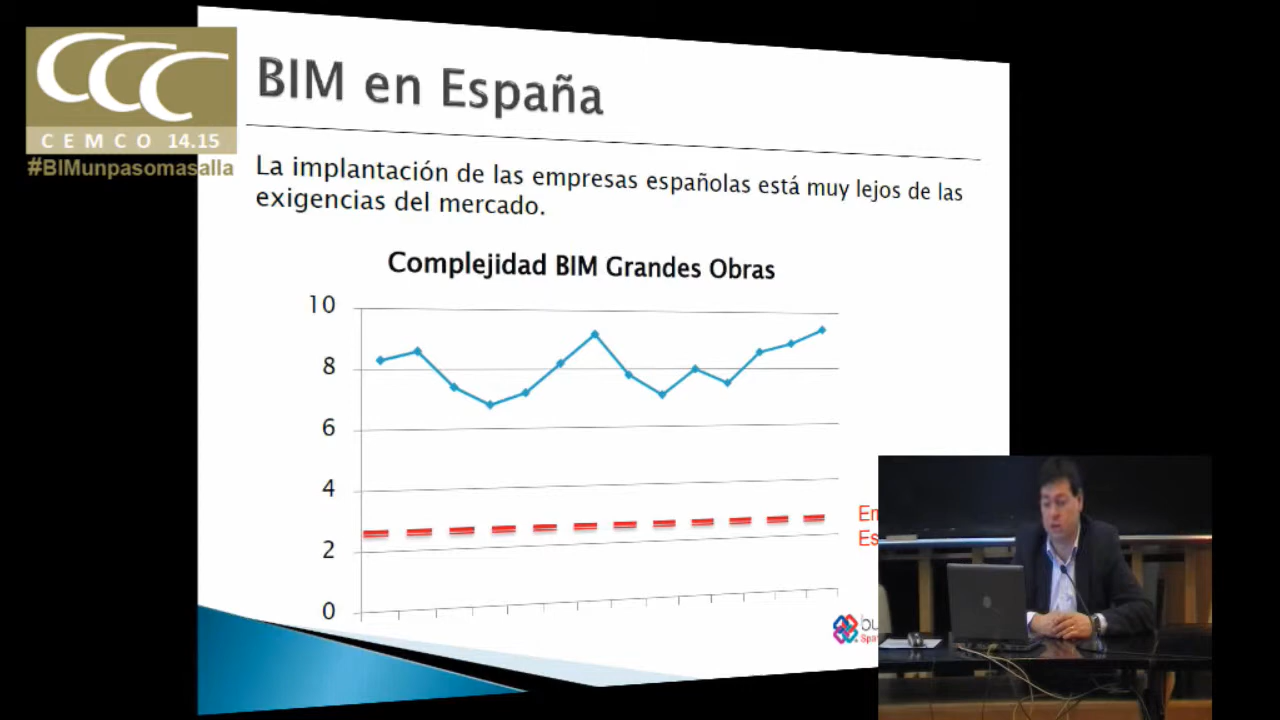 CCC
CEMCO 14.15
#BIMunpasomasalla
BIM en España
La implantación de las empresas españolas está muy lejos de las
exigencias del mercado.
Complejidad BIM Grandes Obras
10
8
6
4
2
0